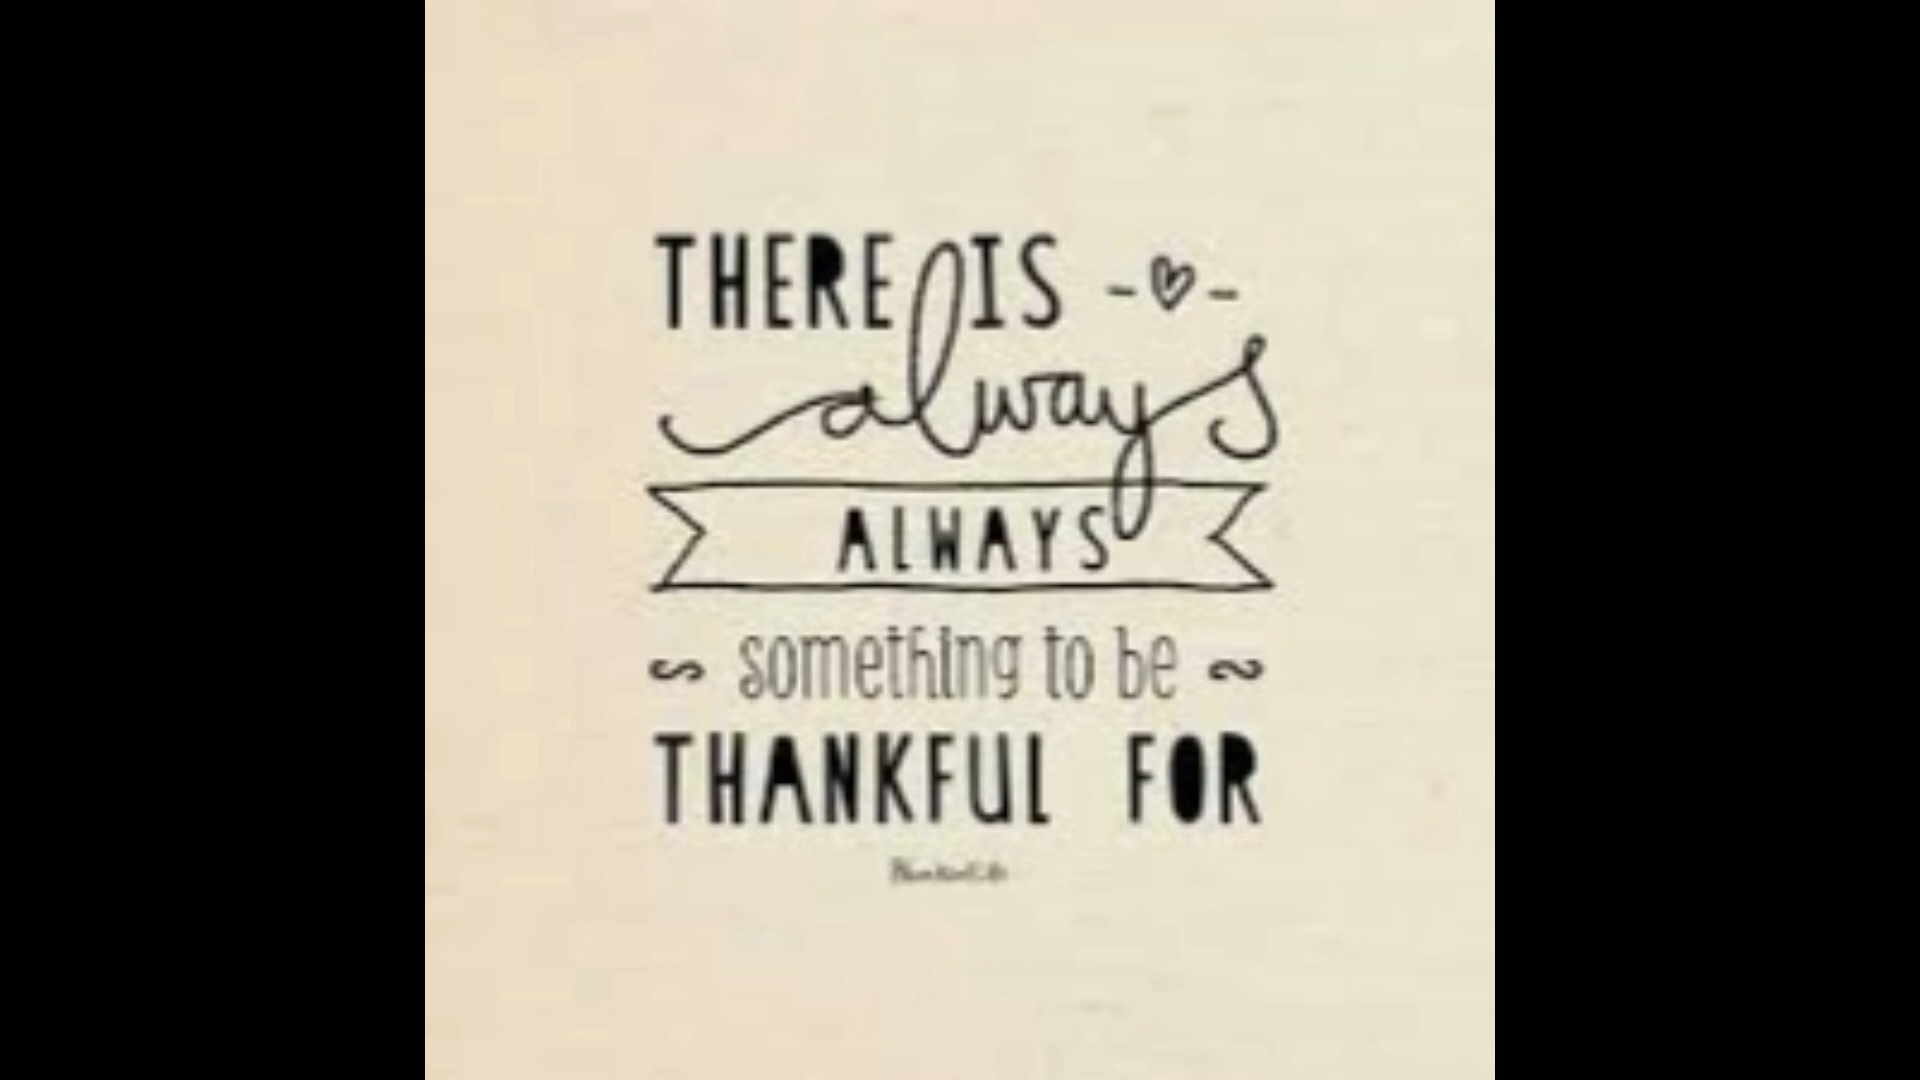 THERE IS
always
ALWAYS
something to be
THANKFUL FOR